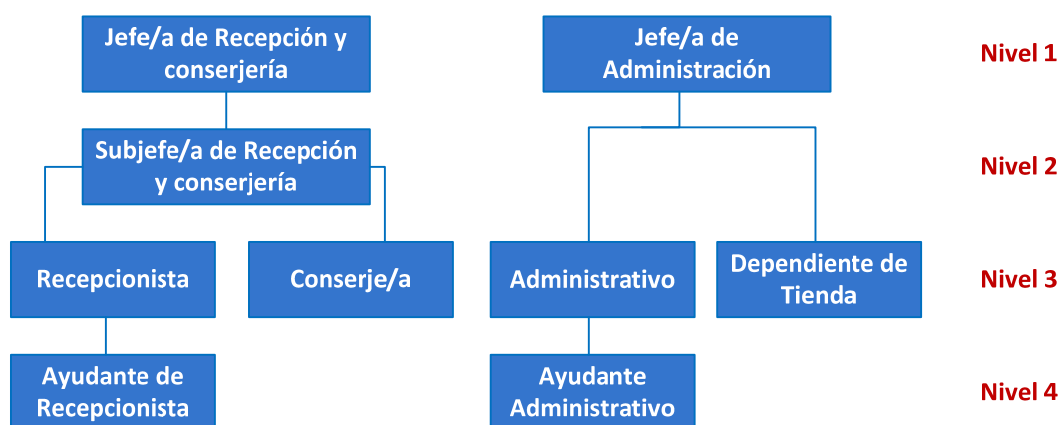 Jefe/a de Recepción y
conserjería
Jefe/a de
Administración
Nivel 1
Subjefe/a de Recepción
y conserjería
Nivel 2
Recepcionista
Conserje/a
Administrativo
Dependiente de
Tienda
Nivel 3
Ayudante de
Recepcionista
Ayudante
Administrativo
Nivel 4